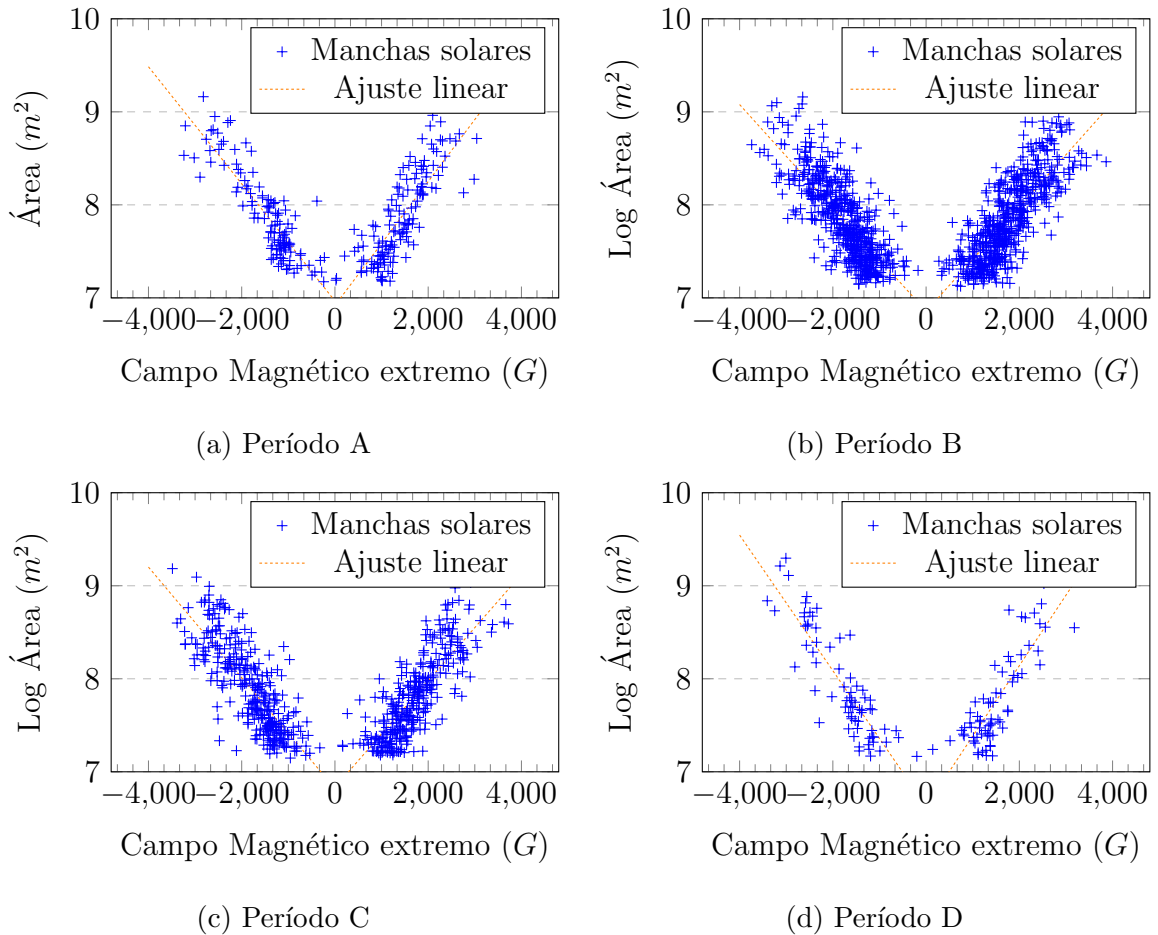 10
9
8
7
Área (m²)
Manchas solares
Ajuste linear
−4,000 −2,000 0 2,000 4,000
Campo Magnético extremo (G)
(a) Período A
10
9
8
7
Log Área (m²)
Manchas solares
Ajuste linear
−4,000 −2,000 0 2,000 4,000
Campo Magnético extremo (G)
(b) Período B
10
9
8
7
Log Área (m²)
Manchas solares
Ajuste linear
−4,000 −2,000 0 2,000 4,000
Campo Magnético extremo (G)
(c) Período C
10
9
8
7
Log Área (m²)
Manchas solares
Ajuste linear
−4,000 −2,000 0 2,000 4,000
Campo Magnético extremo (G)
(d) Período D